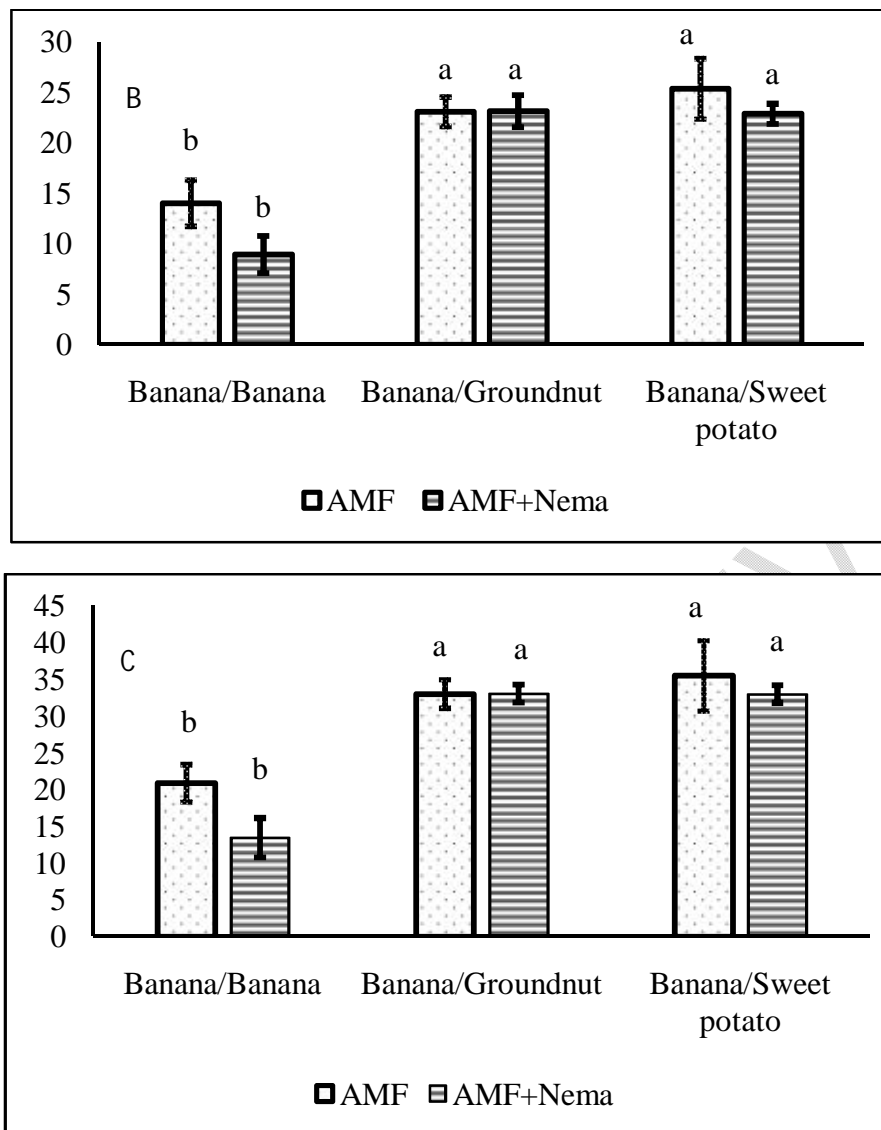 30
25
20
15
10
5
0
B
b
b
a
a
a
a
Banana/Banana Banana/Groundnut Banana/Sweet
potato
AMF AMF+Nema
45
40
35
30
25
20
15
10
5
0
C
b
b
a
a
a
a
Banana/Banana Banana/Groundnut Banana/Sweet
potato
AMF AMF+Nema